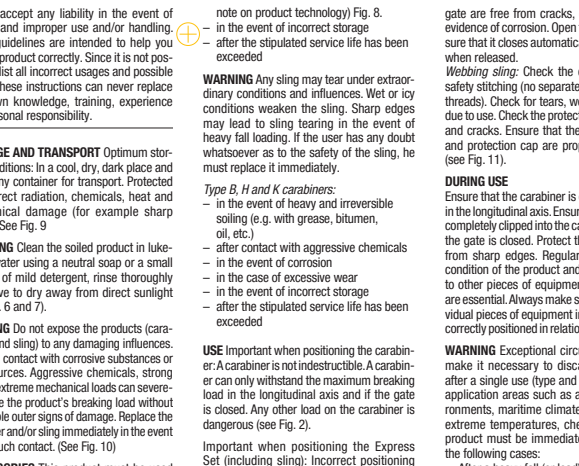 accept any liability in the event of
and improper use and/or handling.
guidelines are intended to help you
product correctly. Since it is not pos-
list all incorrect usages and possible
hese instructions can never replace
wn knowledge, training, experience
rsonal responsibility.
GE AND TRANSPORT Optimum stor-
ditions: In a cool, dry, dark place and
ny container for transport. Protected
rect radiation, chemicals, heat and
nical damage (for example sharp
See Fig. 9
NG Clean the soiled product in luke-
water using a neutral soap or a small
of mild detergent, rinse thoroughly
ve to dry away from direct sunlight
. 6 and 7).
NG Do not expose the products (cara-
nd sling) to any damaging influences.
contact with corrosive substances or
urces. Aggressive chemicals, strong
extreme mechanical loads can severe-
e the product's breaking load without
ble outer signs of damage. Replace the
er and/or sling immediately in the event
uch contact. (See Fig. 10)
note on product technology) Fig. 8.
– in the event of incorrect storage
– after the stipulated service life has been
exceeded
WARNING Any sling may tear under extraor-
dinary conditions and influences. Wet or icy
conditions weaken the sling. Sharp edges
may lead to sling tearing in the event of
heavy fall loading. If the user has any doubt
whatsoever as to the safety of the sling, he
must replace it immediately.
Type B, H and K carabiners:
– in the event of heavy and irreversible
soiling (e.g. with grease, bitumen,
oil, etc.)
– after contact with aggressive chemicals
– in the event of corrosion
– in the case of excessive wear
– in the event of incorrect storage
– after the stipulated service life has been
exceeded
USE Important when positioning the carabin-
er: A carabiner is not indestructible. A carabin-
er can only withstand the maximum breaking
load in the longitudinal axis and if the gate
is closed. Any other load on the carabiner is
dangerous (see Fig. 2).
Important when positioning the Express
Set (including sling): Incorrect positioning
gate are free from cracks,
evidence of corrosion. Open
sure that it closes automatic
when released.
Webbing sling: Check the
safety stitching (no separate
threads). Check for tears, we
due to use. Check the protect
and cracks. Ensure that the
and protection cap are prop
(see Fig. 11).
DURING USE
Ensure that the carabiner is
in the longitudinal axis. Ensur
completely clipped into the ca
the gate is closed. Protect th
from sharp edges. Regular
condition of the product and
to other pieces of equipme
are essential. Always make s
vidual pieces of equipment i
correctly positioned in relatio
WARNING Exceptional circu
make it necessary to disca
after a single use (type and
application areas such as a
ronments, maritime climate
extreme temperatures, che
product must be immediate
the following cases: